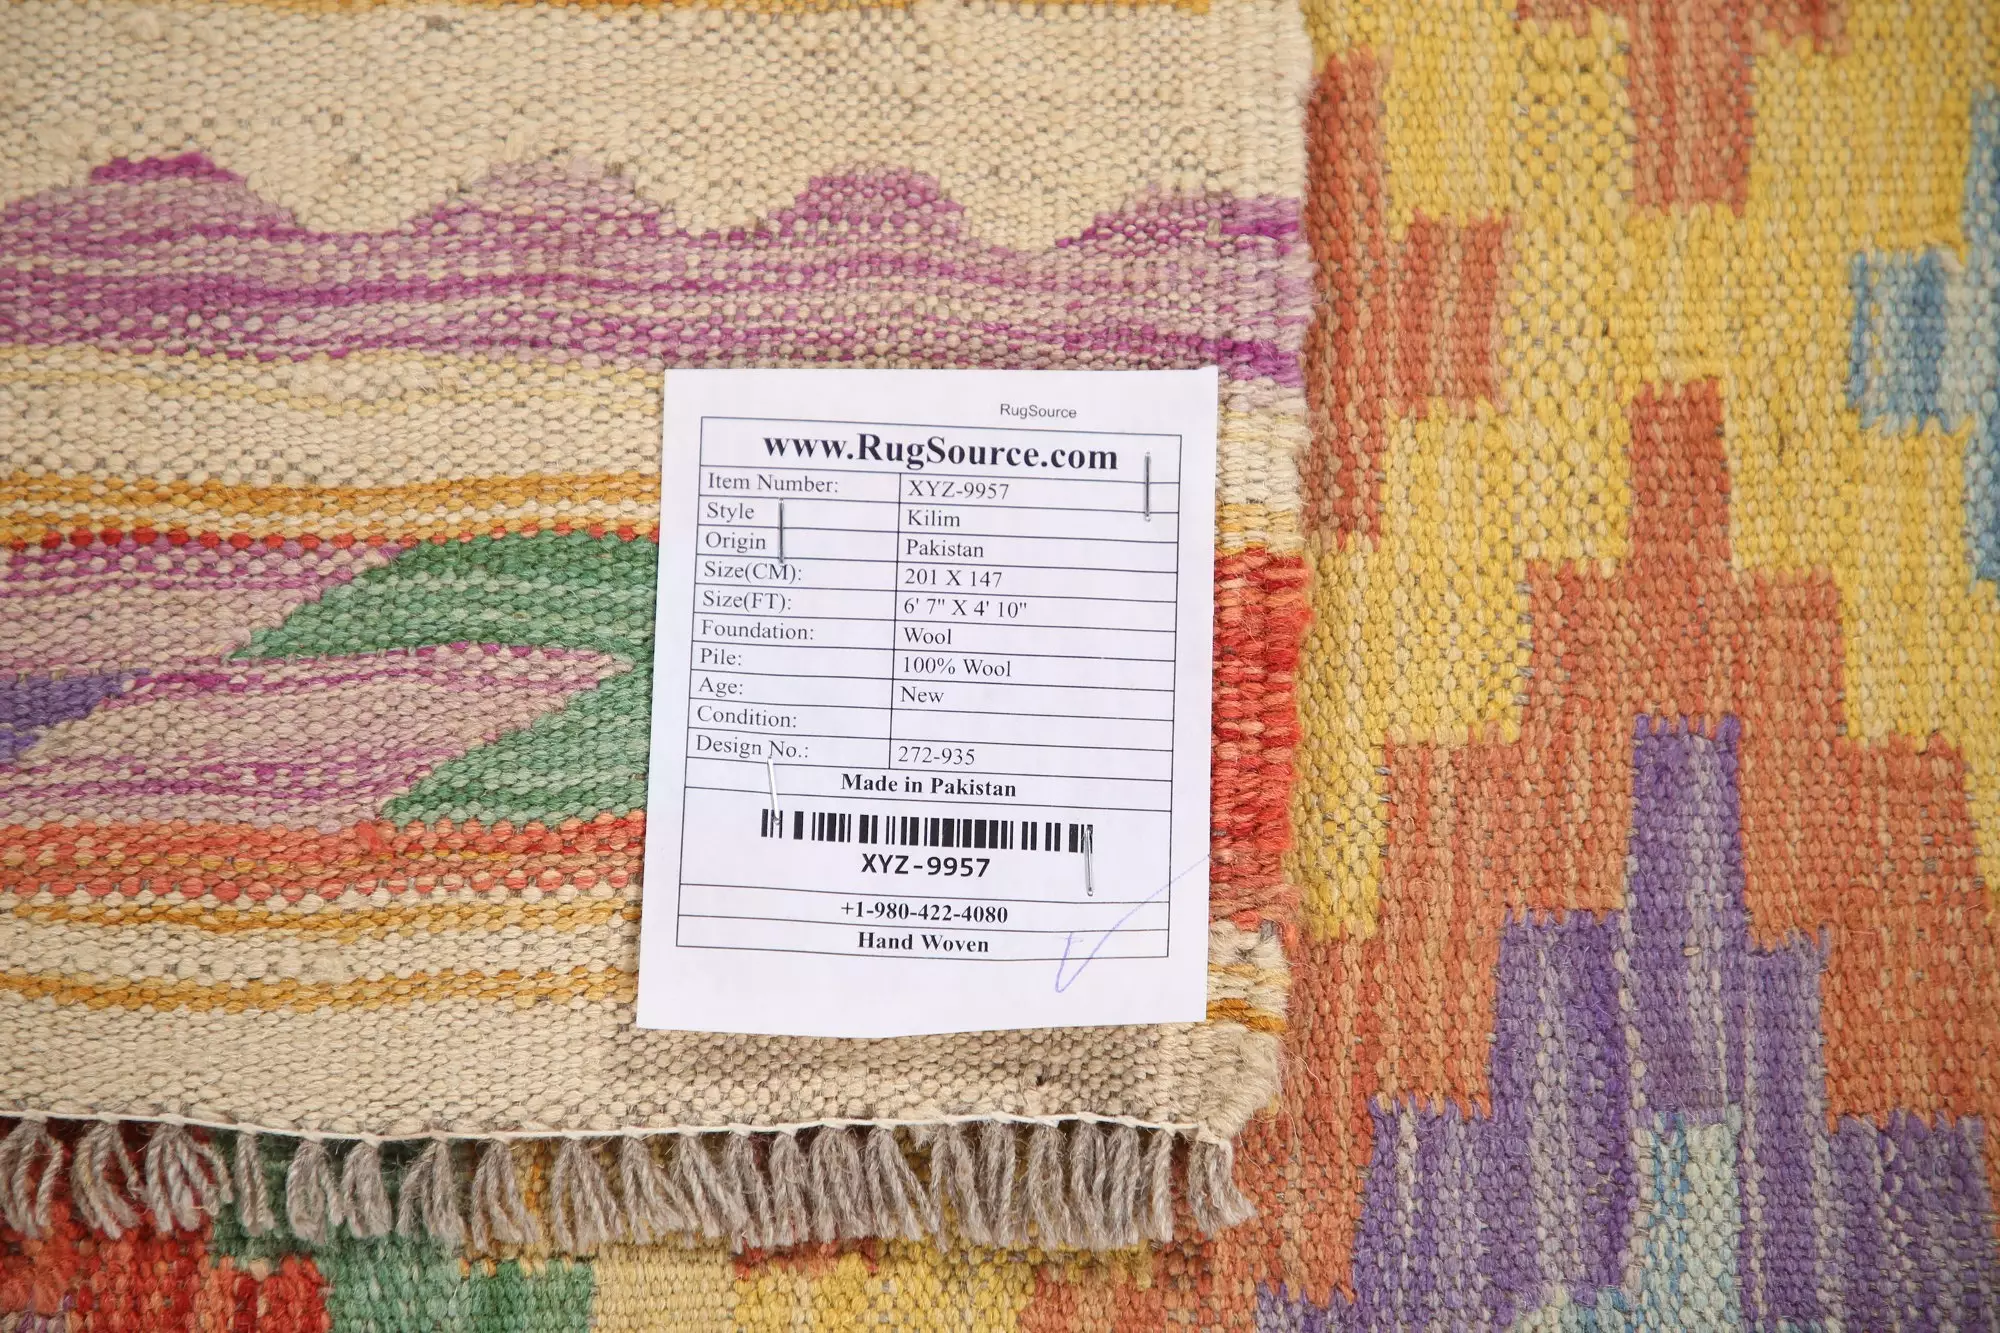 RugSource
www.RugSource.com
Item Number: XYZ-9957
Style Kilim
Origin Pakistan
Size(CM): 201 X 147
Size(FT): 6' 7" X 4' 10"
Foundation: Wool
Pile: 100% Wool
Age: New
Condition:
Design No.: 272-935
Made in Pakistan
XYZ-9957
+1-980-422-4080
Hand Woven